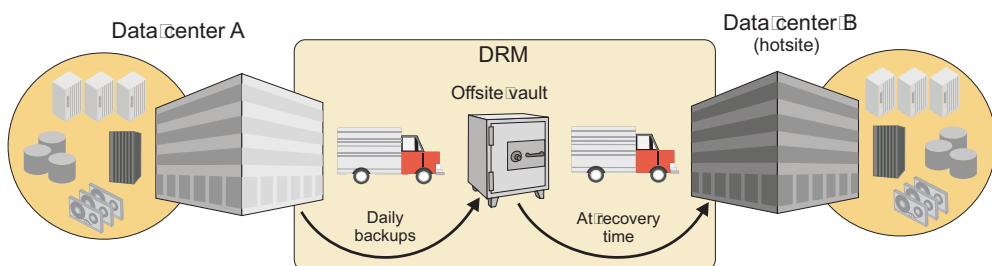 Data center A
DRM
Offsite vault
Daily
backups
At recovery
time
Data center B
(hotsite)